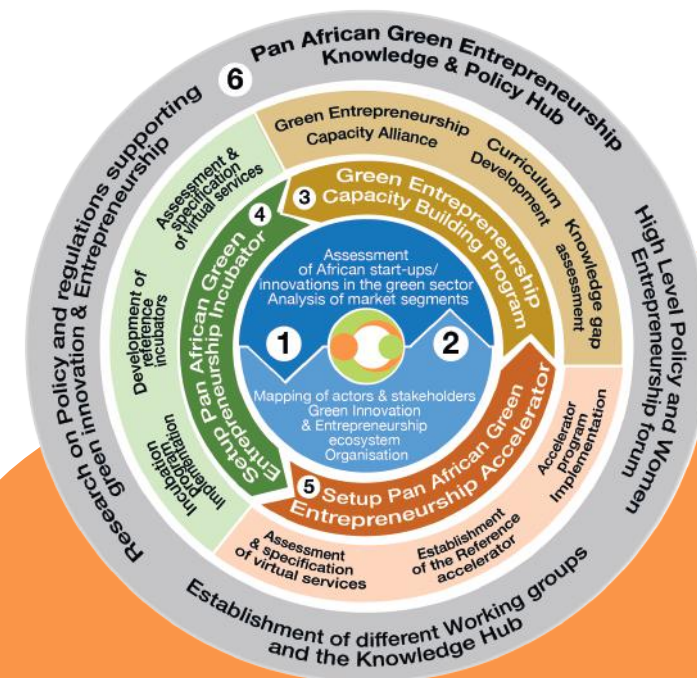 6
Pan African Green Entrepreneurship
Knowledge & Policy Hub
High Level Policy and Women
Entrepreneurship forum
Establishment of different Working groups
and the Knowledge Hub
Research on Policy and regulations supporting
green innovation & Entrepreneurship
Green Entrepreneurship
Capacity Alliance
Curriculum
Development
Knowledge gap
assessment
3
Green Entrepreneurship
Capacity Building Program
Assessment &
specification
of virtual services
Development of
reference
incubators
Incubation
program
Implementation
4
Setup Pan African Green
Entrepreneurship Incubator
Assessment
of African start-ups/
innovations in the green sector
Analysis of market segments
1
2
Mapping of actors & stakeholders
Green Innovation
& Entrepreneurship
ecosystem
Organisation
5
Setup Pan African Green
Entrepreneurship Accelerator
Accelerator
program
Implementation
Establishment
of the Reference
accelerator
Assessment
& specification
of virtual services